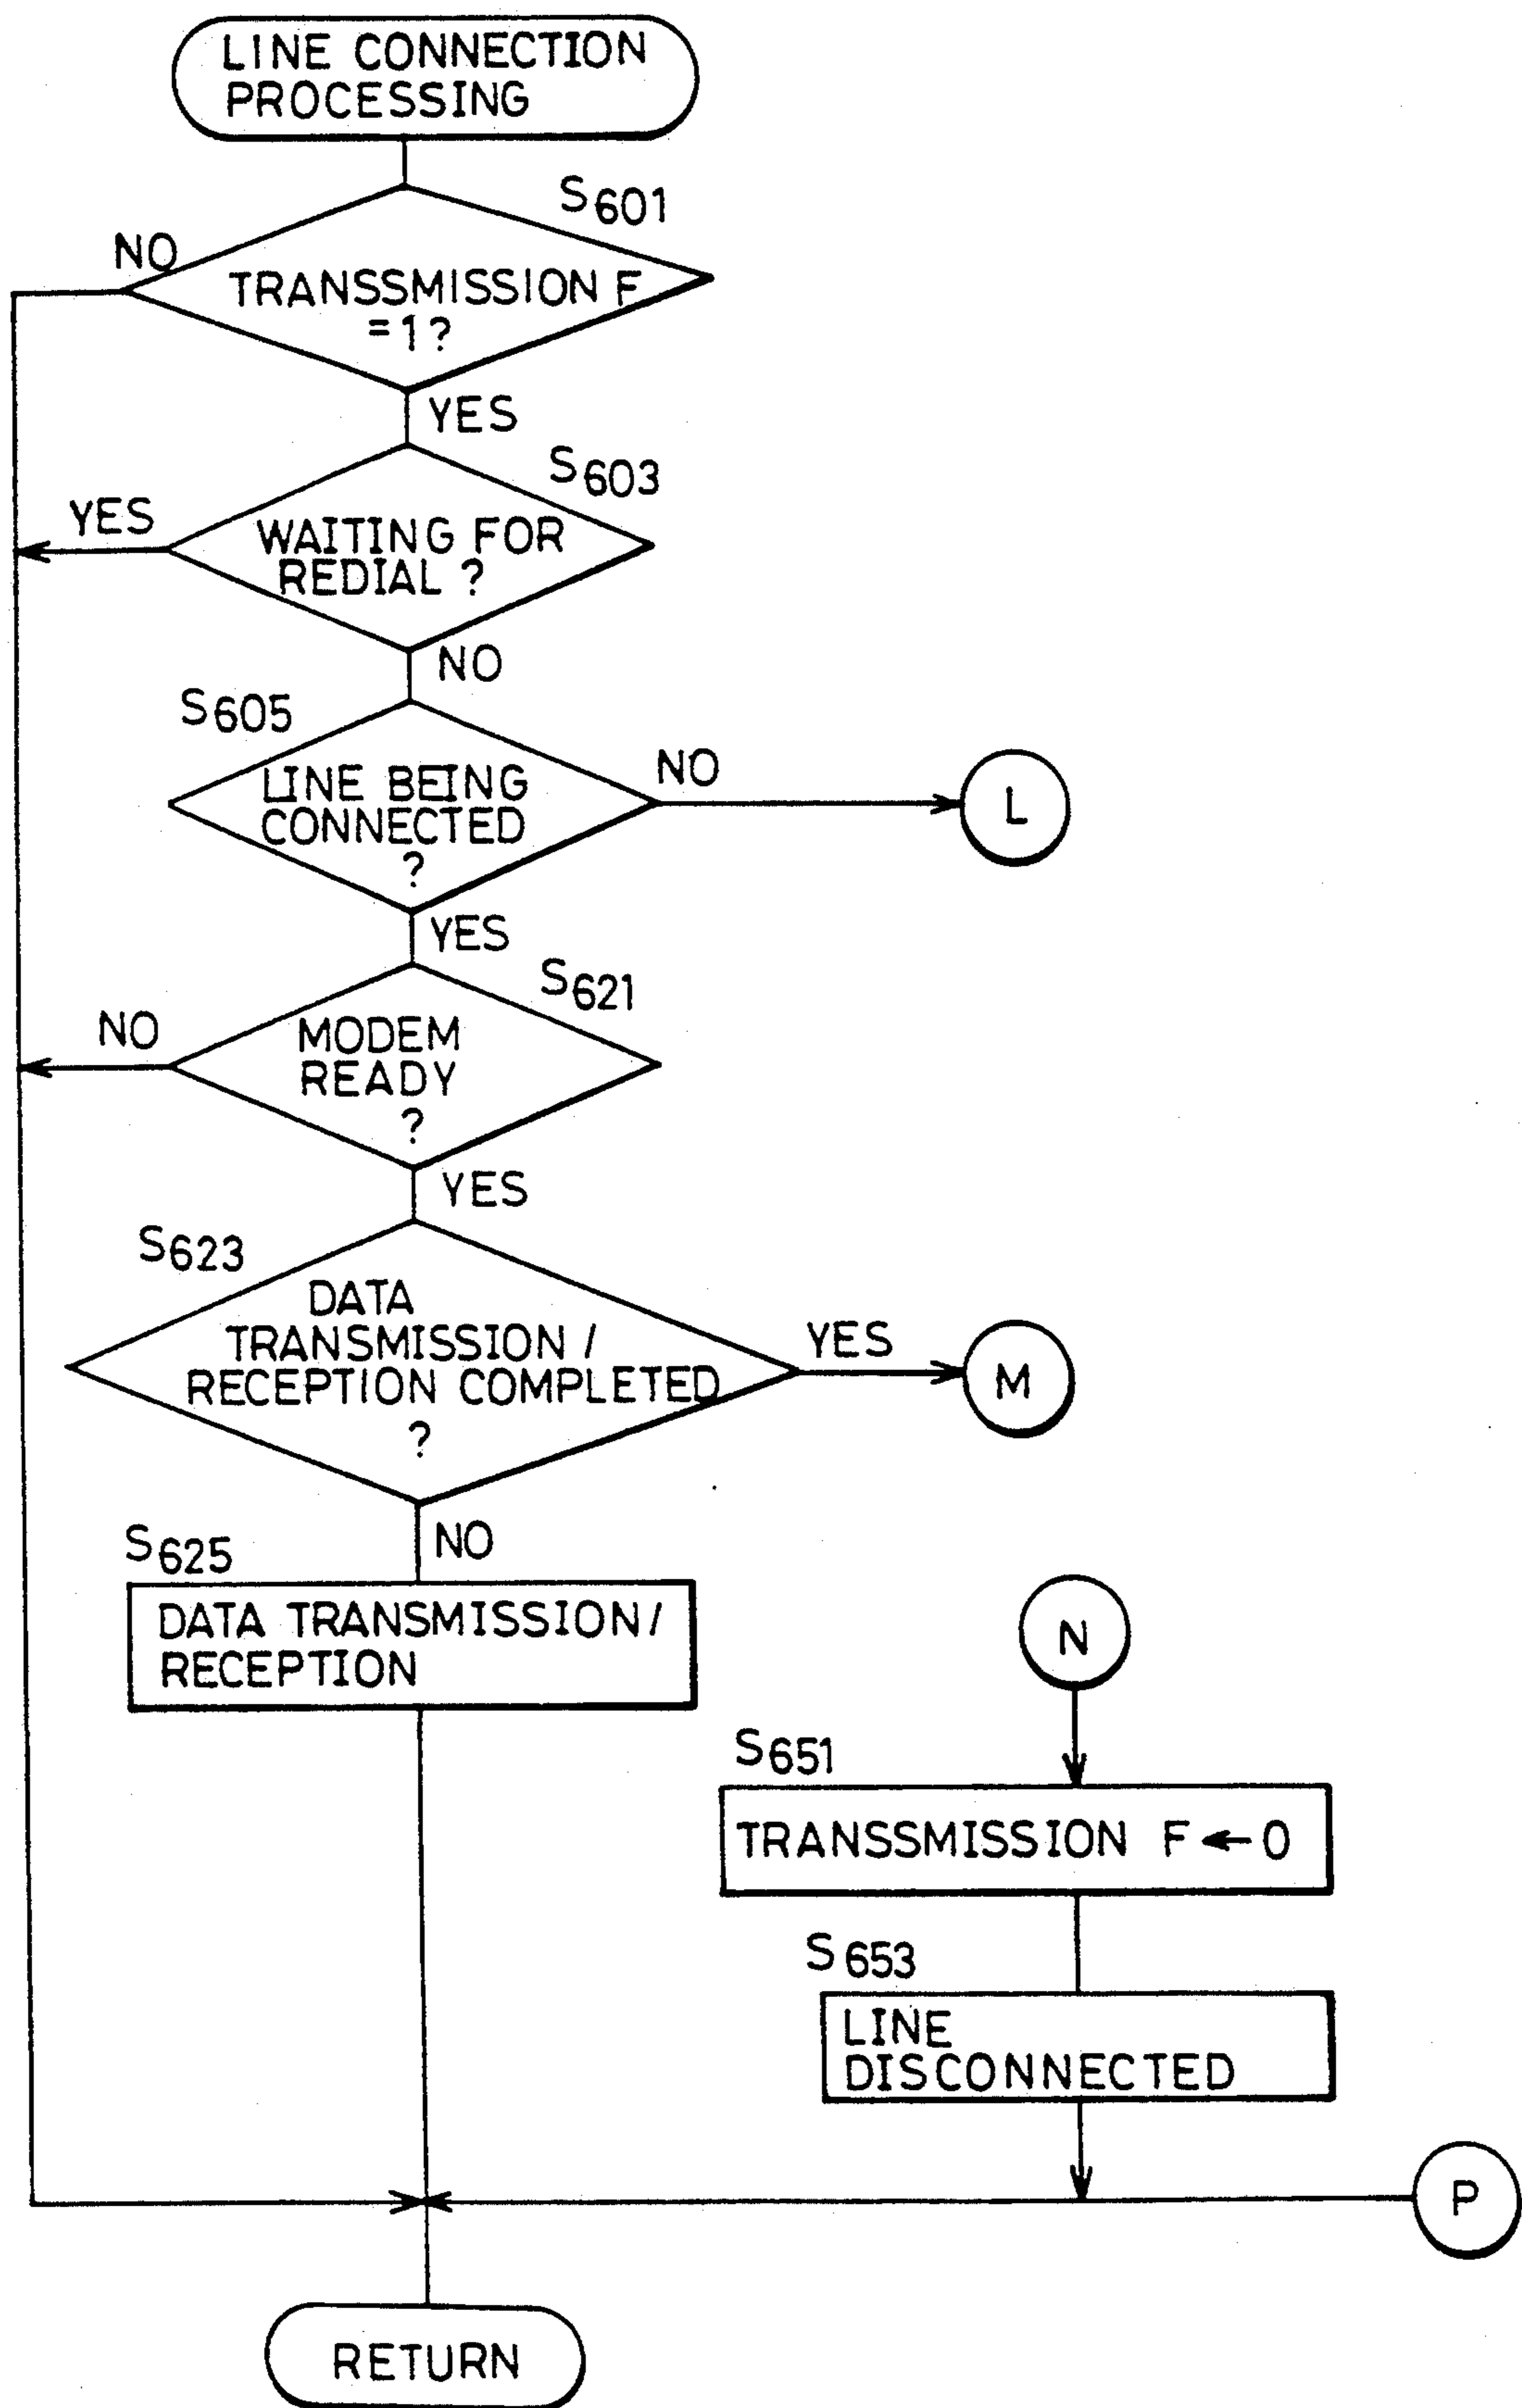 LINE CONNECTION
PROCESSING
S601
NO
TRANSSMISSION F
=1?
YES
S603
YES
WAITING FOR
REDIAL ?
NO
S605
LINE BEING
CONNECTED
?
NO
L
YES
S621
NO
MODEM
READY
?
YES
S623
DATA
TRANSMISSION /
RECEPTION COMPLETED
?
YES
M
NO
S625
DATA TRANSMISSION/
RECEPTION
N
S651
TRANSSMISSION F ← 0
S653
LINE
DISCONNECTED
P
RETURN